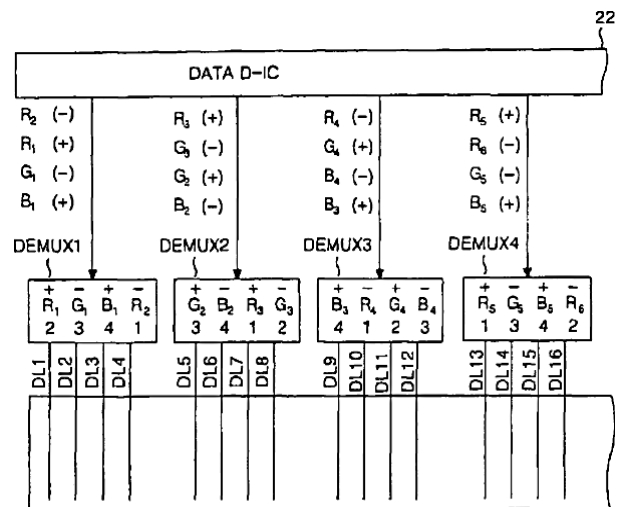 22
DATA D-IC
R₂ (-) R₃ (+) R₄ (-) R₅ (+)
R₁ (+) G₃ (-) G₄ (+) R₆ (-)
G₁ (-) G₂ (+) B₄ (-) G₅ (-)
B₁ (+) B₂ (-) B₃ (+) B₅ (+)
DEMUX1 DEMUX2 DEMUX3 DEMUX4
+ - + - + - + - + - + - + - + -
R₁ G₁ B₁ R₂ G₂ B₂ R₃ G₃ B₃ R₄ G₄ B₄ R₅ G₅ B₅ R₆
2 3 4 1 3 4 1 2 4 1 2 3 1 3 4 2
DL1 DL2 DL3 DL4 DL5 DL6 DL7 DL8 DL9 DL10 DL11 DL12 DL13 DL14 DL15 DL16